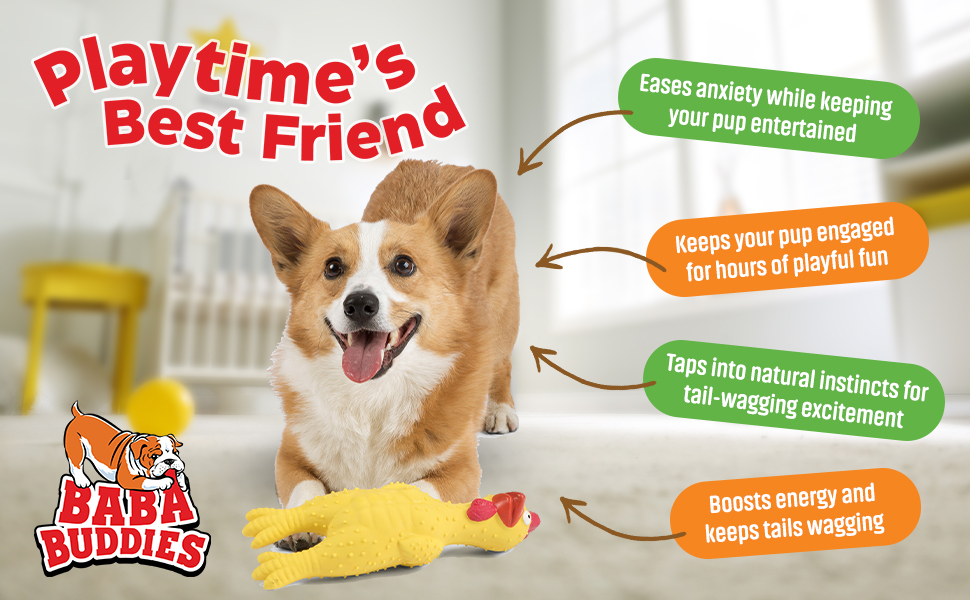 Playtime's
Best Friend
Eases anxiety while keeping
your pup entertained
Keeps your pup engaged
for hours of playful fun
Taps into natural instincts for
tail-wagging excitement
Boosts energy and
keeps tails wagging
BABA
BUDDIES